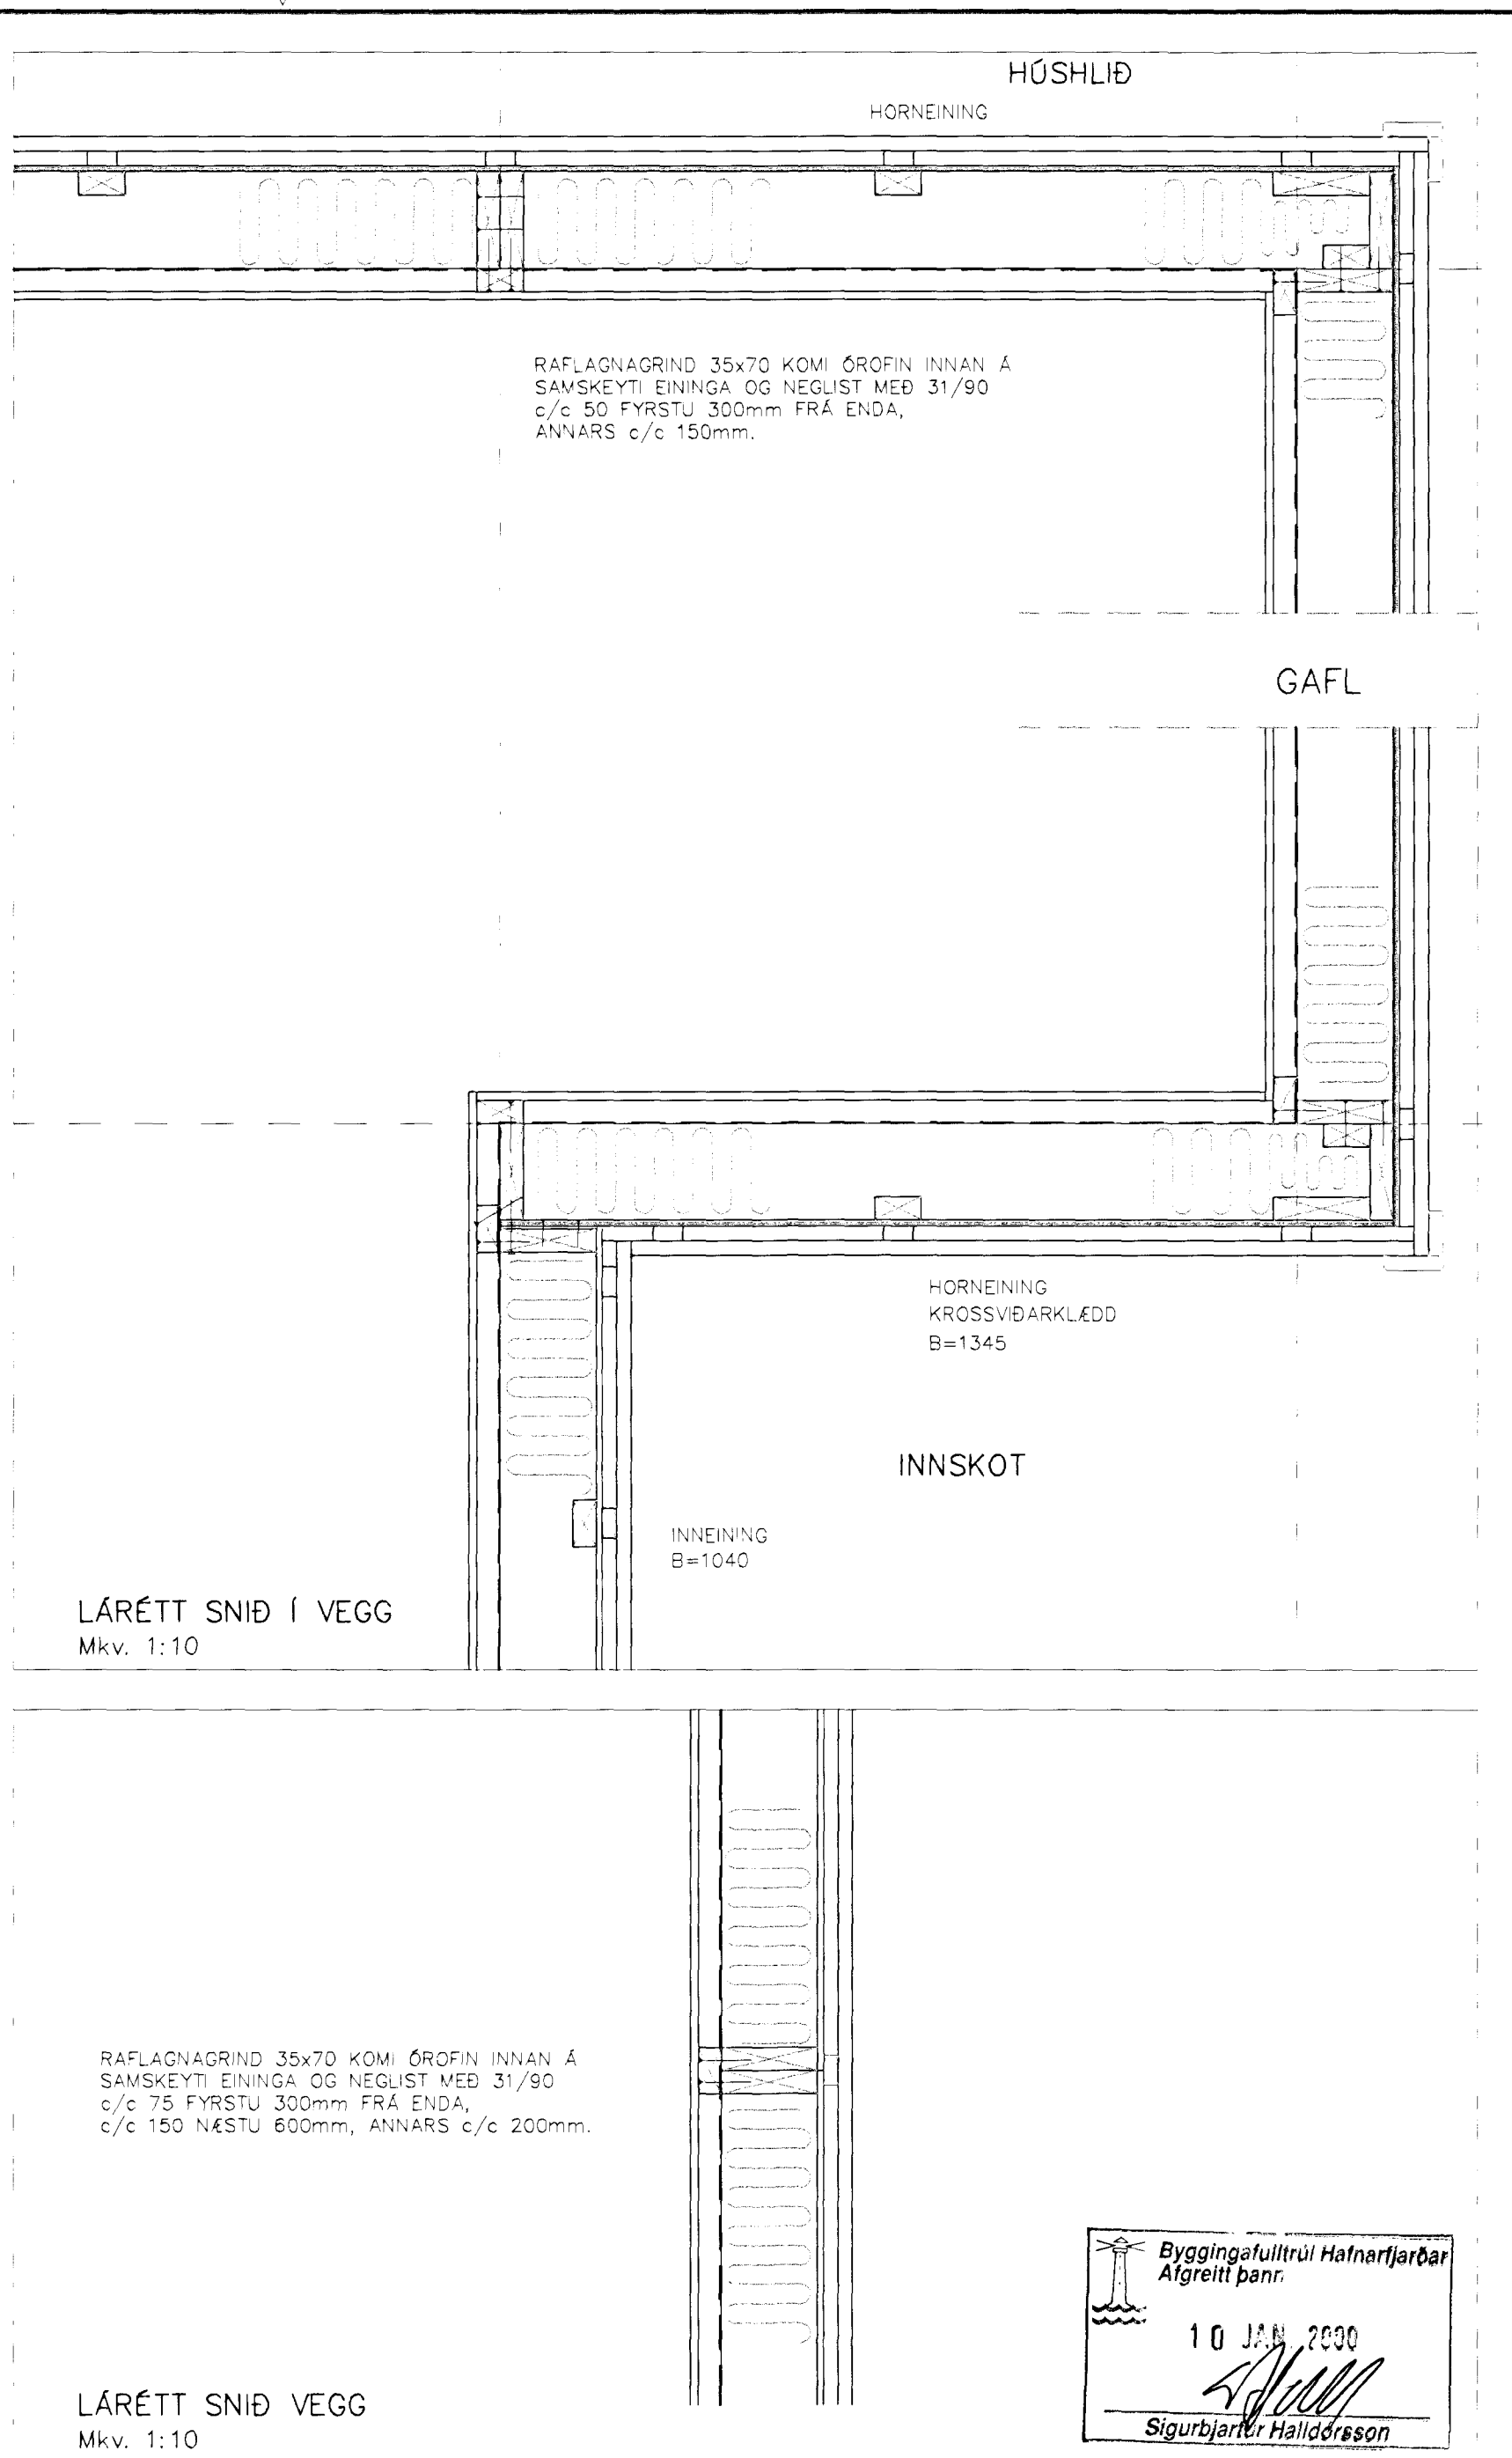 HÚSHLIÐ
HORNEINING
RAFLAGNAGRIND 35x70 KOMI ÓROFIN INNAN Á
SAMSKEYTI EININGA OG NEGLIST MEÐ 31/90
c/c 50 FYRSTU 300mm FRÁ ENDA,
ANNARS c/c 150mm.
GAFL
HORNEINING
KROSSVIÐARKLÆDD
B=1345
INNSKOT
INNEINING
B=1040
LÁRÉTT SNIÐ Í VEGG
Mkv. 1:10
RAFLAGNAGRIND 35x70 KOMI ÓROFIN INNAN Á
SAMSKEYTI EININGA OG NEGLIST MEÐ 31/90
c/c 75 FYRSTU 300mm FRÁ ENDA,
c/c 150 NÆSTU 600mm, ANNARS c/c 200mm.
LÁRÉTT SNIÐ VEGG
Mkv. 1:10
Byggingafulltrúi Hafnarfjarðar
Afgreitt þann:
10 JAN. 2000
Sigurbjartur Halldórsson